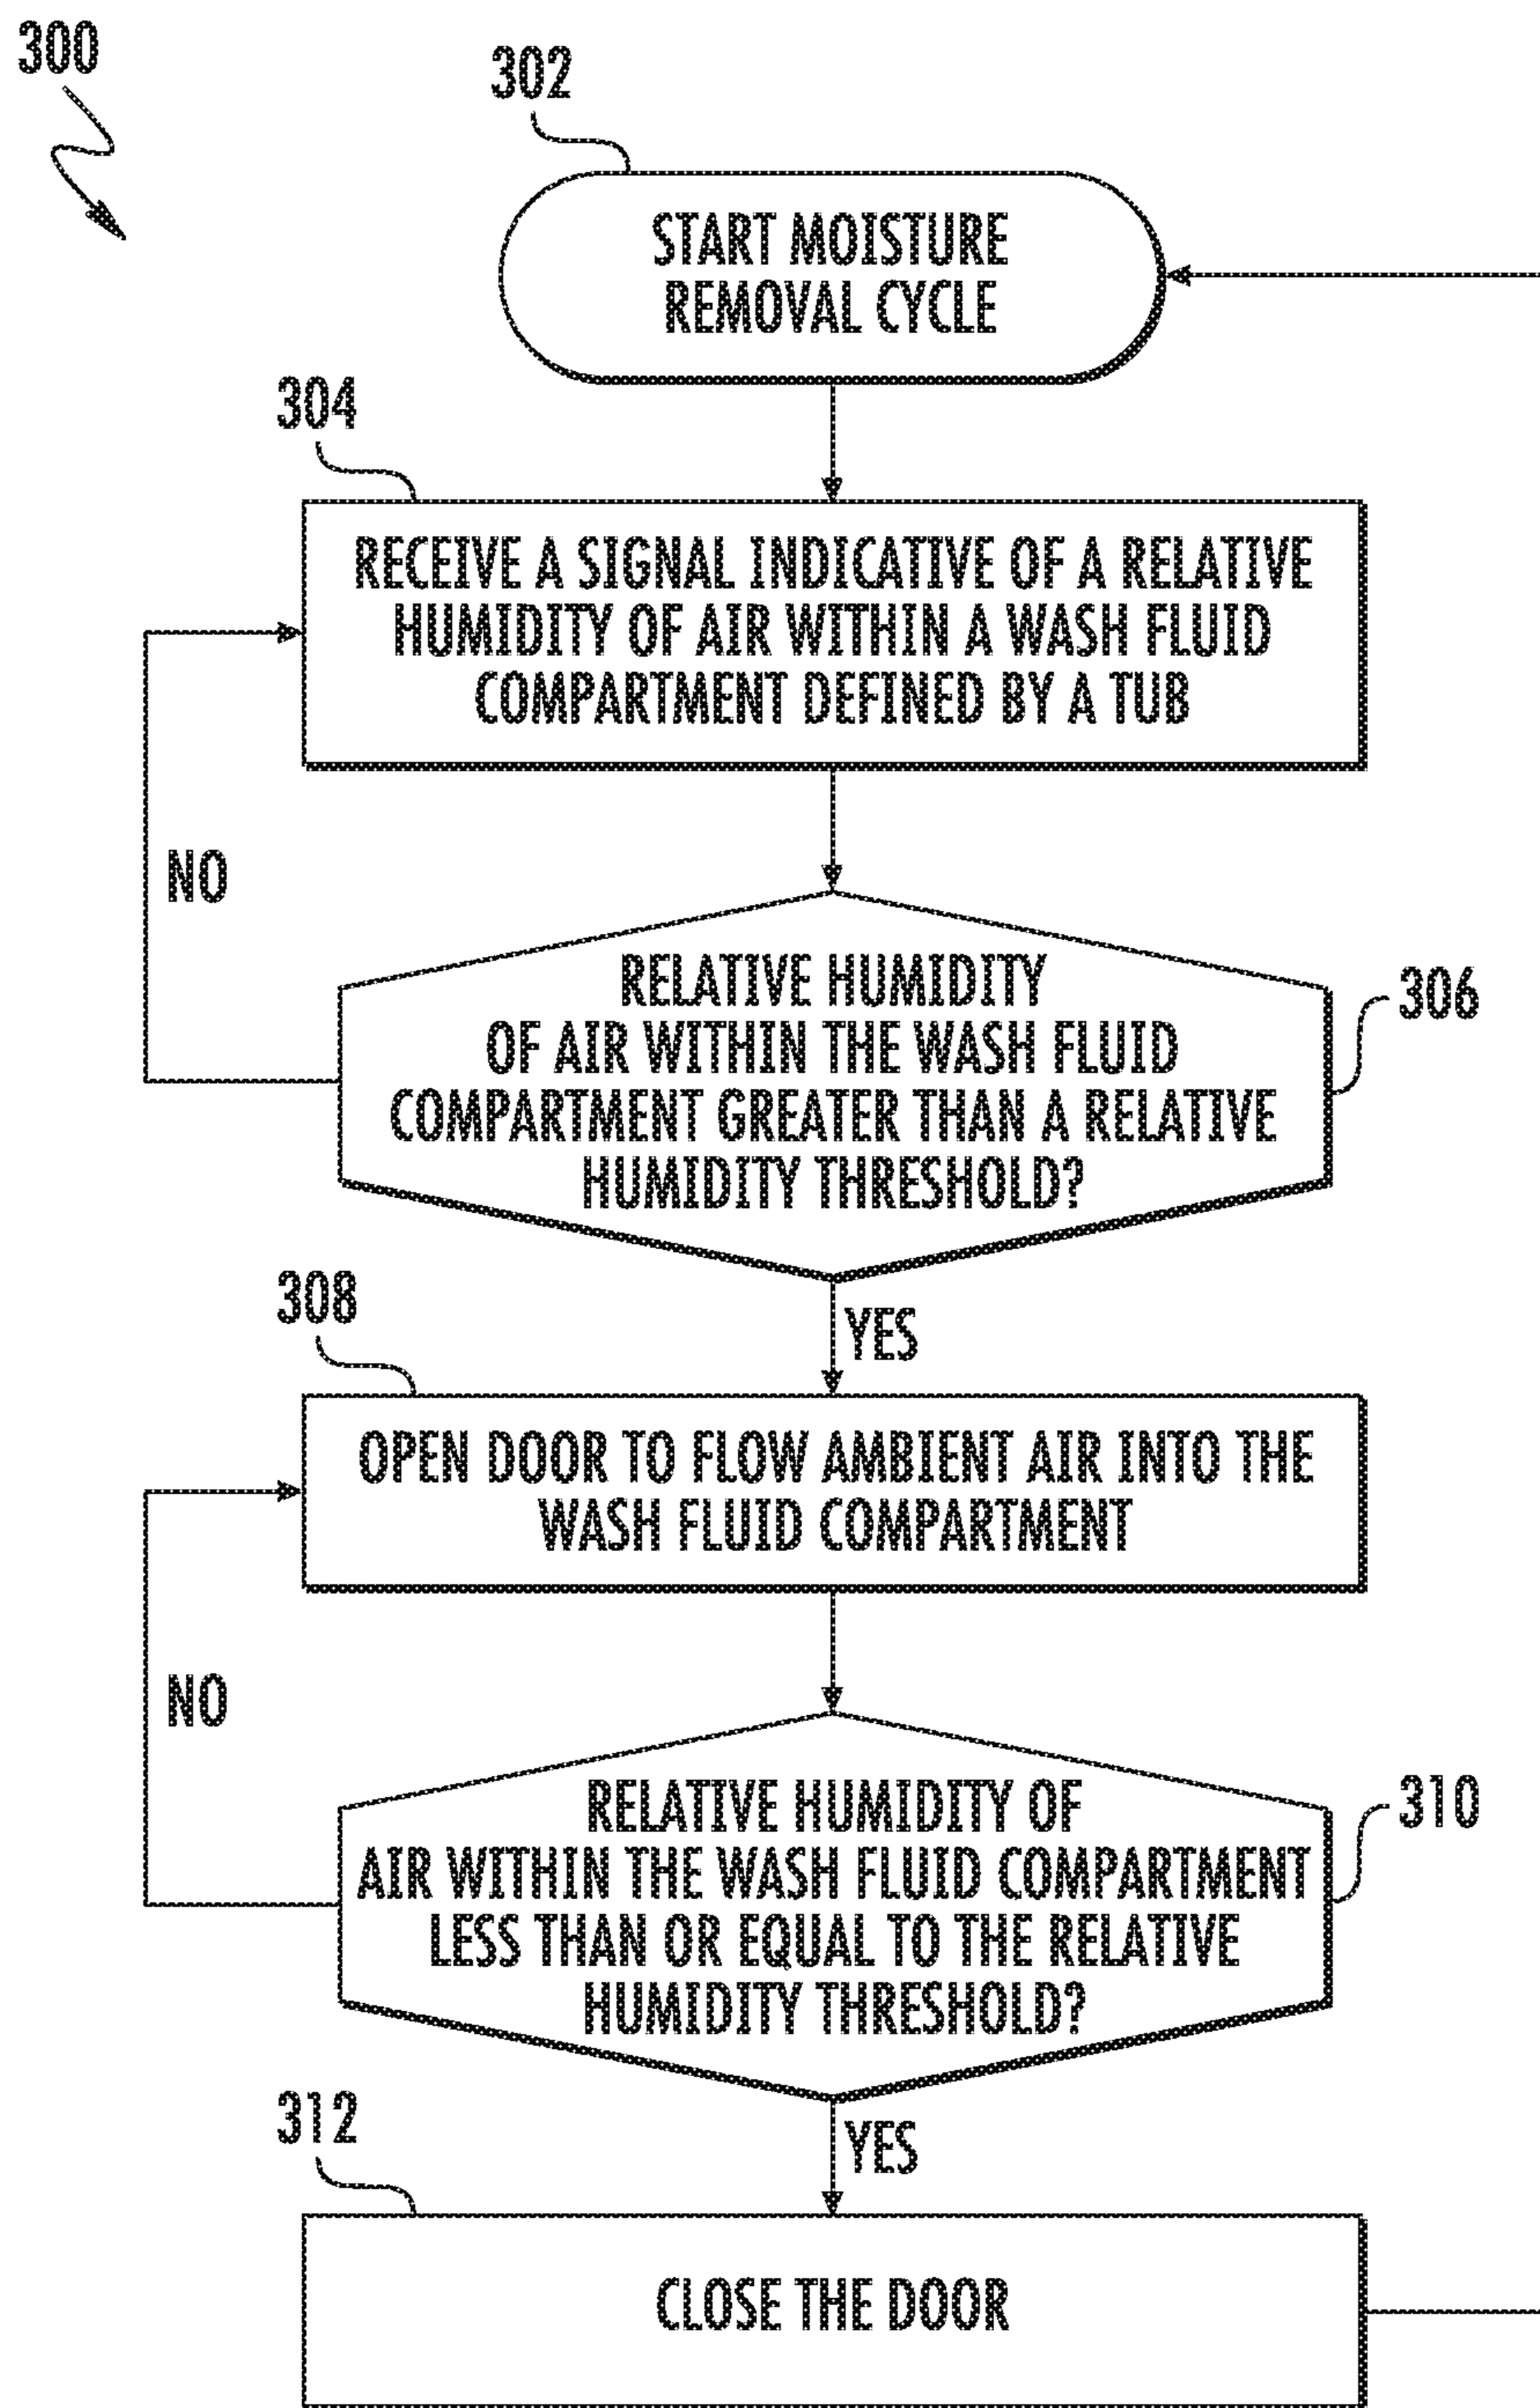 300
302
START MOISTURE
REMOVAL CYCLE
304
RECEIVE A SIGNAL INDICATIVE OF A RELATIVE
HUMIDITY OF AIR WITHIN A WASH FLUID
COMPARTMENT DEFINED BY A TUB
NO
RELATIVE HUMIDITY
OF AIR WITHIN THE WASH FLUID
COMPARTMENT GREATER THAN A RELATIVE
HUMIDITY THRESHOLD?
306
YES
308
OPEN DOOR TO FLOW AMBIENT AIR INTO THE
WASH FLUID COMPARTMENT
NO
RELATIVE HUMIDITY OF
AIR WITHIN THE WASH FLUID COMPARTMENT
LESS THAN OR EQUAL TO THE RELATIVE
HUMIDITY THRESHOLD?
310
YES
312
CLOSE THE DOOR